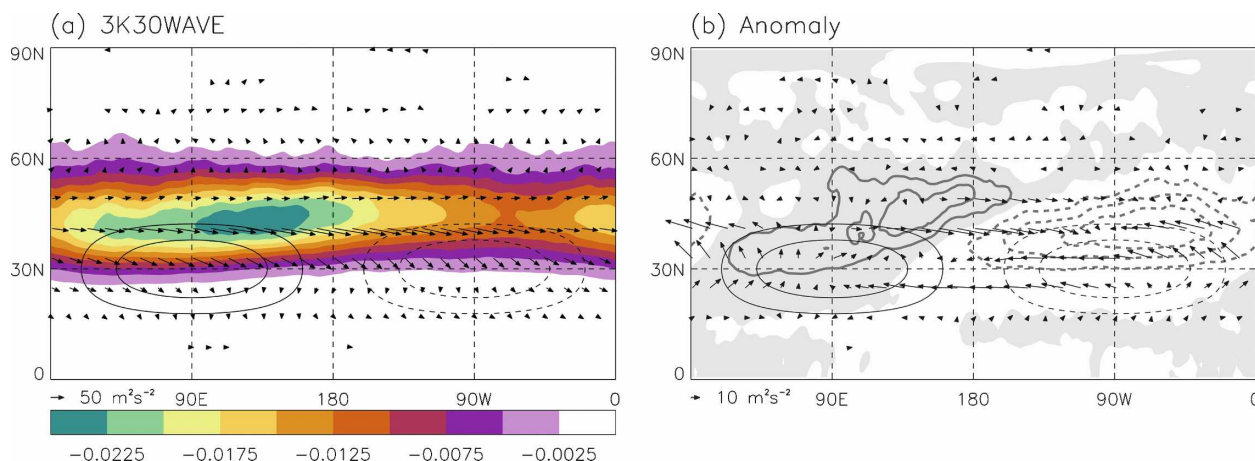 (a) 3K30WAVE
(b) Anomaly
90N
60N
30N
0
90E
180
90W
0
50 m²s⁻²
-0.0225
-0.0175
-0.0125
-0.0075
-0.0025
90N
60N
30N
0
90E
180
90W
0
10 m²s⁻²